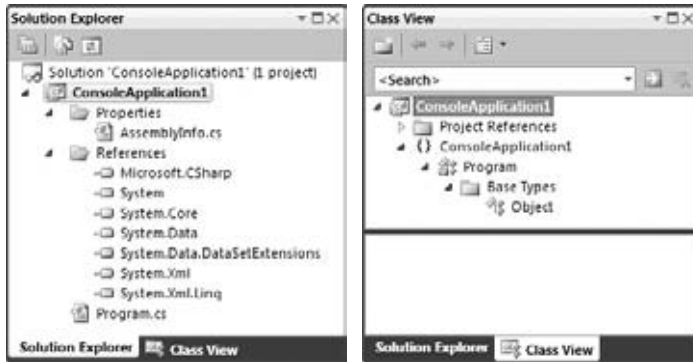 Solution Explorer
Solution 'ConsoleApplication1' (1 project)
ConsoleApplication1
Properties
AssemblyInfo.cs
References
Microsoft.CSharp
System
System.Core
System.Data
System.Data.DataSetExtensions
System.Xml
System.Xml.Linq
Program.cs
Solution Explorer
Class View
Class View
<Search>
ConsoleApplication1
Project References
{} ConsoleApplication1
Program
Base Types
Object
Solution Explorer
Class View